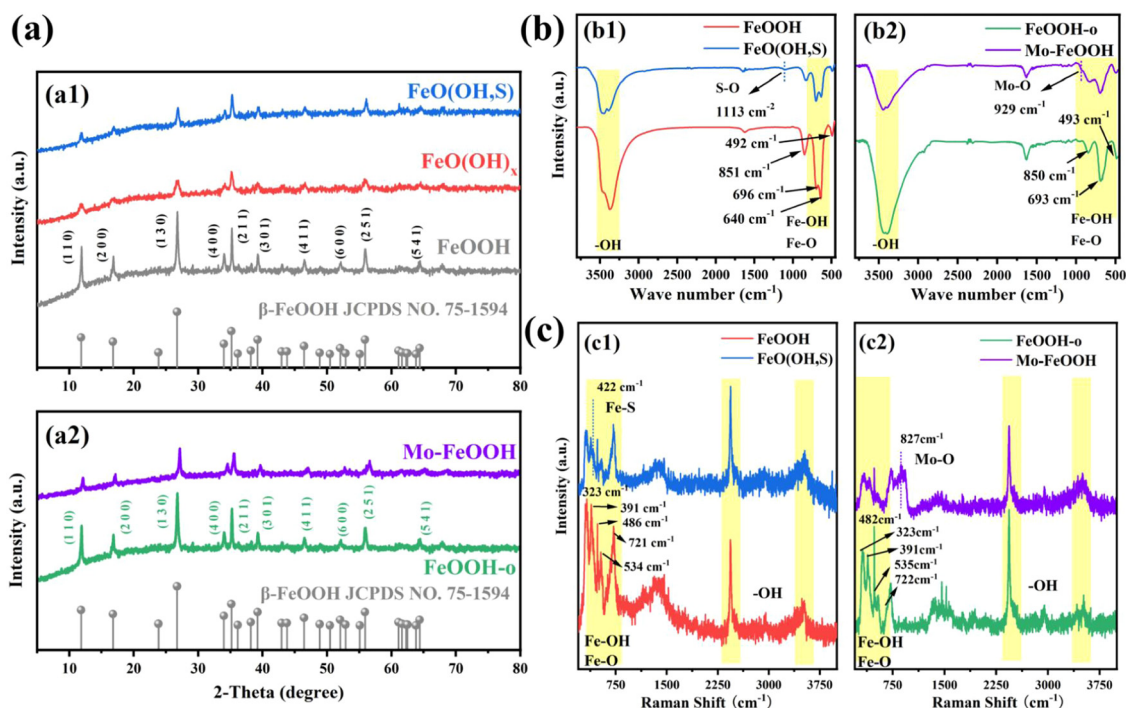 (a)
(a1)
FeO(OH,S)
FeO(OH)x
FeOOH
(1 1 0)
(2 0 0)
(1 3 0)
(4 0 0)
(2 1 1)
(3 0 1)
(4 1 1)
(6 0 0)
(2 5 1)
(5 4 1)
β-FeOOH JCPDS NO. 75-1594
Intensity (a.u.)
10 20 30 40 50 60 70 80
(a2)
Mo-FeOOH
(1 1 0)
(2 0 0)
(1 3 0)
(4 0 0)
(2 1 1)
(3 0 1)
(4 1 1)
(6 0 0)
(2 5 1)
(5 4 1)
FeOOH-o
β-FeOOH JCPDS NO. 75-1594
Intensity (a.u.)
10 20 30 40 50 60 70 80
2-Theta (degree)
(b)
(b1)
FeOOH
FeO(OH,S)
S-O
1113 cm⁻²
492 cm⁻¹
851 cm⁻¹
696 cm⁻¹
640 cm⁻¹
Fe-OH
Fe-O
-OH
Intensity (a.u.)
3750 3000 2250 1500 750
Wave number (cm⁻¹)
(b2)
FeOOH-o
Mo-FeOOH
Mo-O
929 cm⁻¹
493 cm⁻¹
850 cm⁻¹
693 cm⁻¹
Fe-OH
Fe-O
-OH
3750 3000 2250 1500 750
Wave number (cm⁻¹)
(c)
(c1)
FeOOH
FeO(OH,S)
422 cm⁻¹
Fe-S
323 cm⁻¹
391 cm⁻¹
486 cm⁻¹
721 cm⁻¹
534 cm⁻¹
-OH
Fe-OH
Fe-O
Intensity (a.u.)
750 1500 2250 3000 3750
Raman Shift (cm⁻¹)
(c2)
FeOOH-o
Mo-FeOOH
827cm⁻¹
Mo-O
482cm⁻¹
323cm⁻¹
391cm⁻¹
535cm⁻¹
722cm⁻¹
-OH
Fe-OH
Fe-O
750 1500 2250 3000 3750
Raman Shift (cm⁻¹)